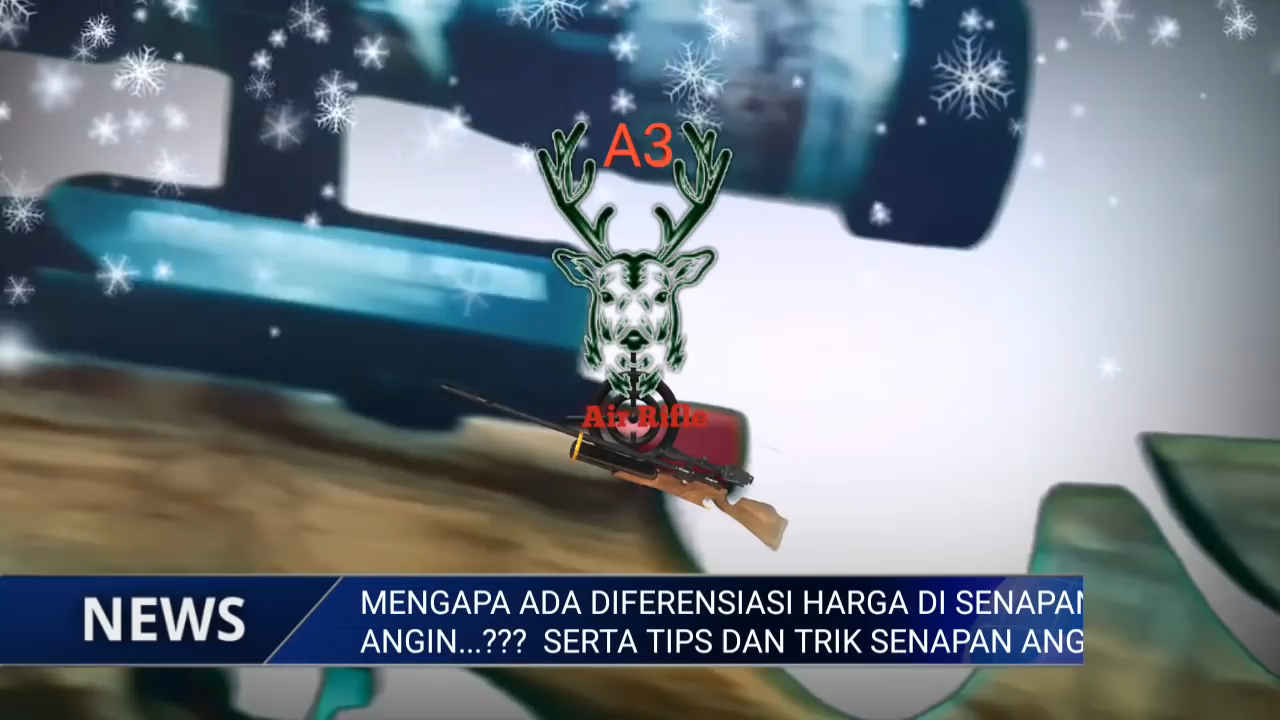 A3
Air Rifle
NEWS
MENGAPA ADA DIFERENSIASI HARGA DI SENAPAN
ANGIN...??? SERTA TIPS DAN TRIK SENAPAN ANG